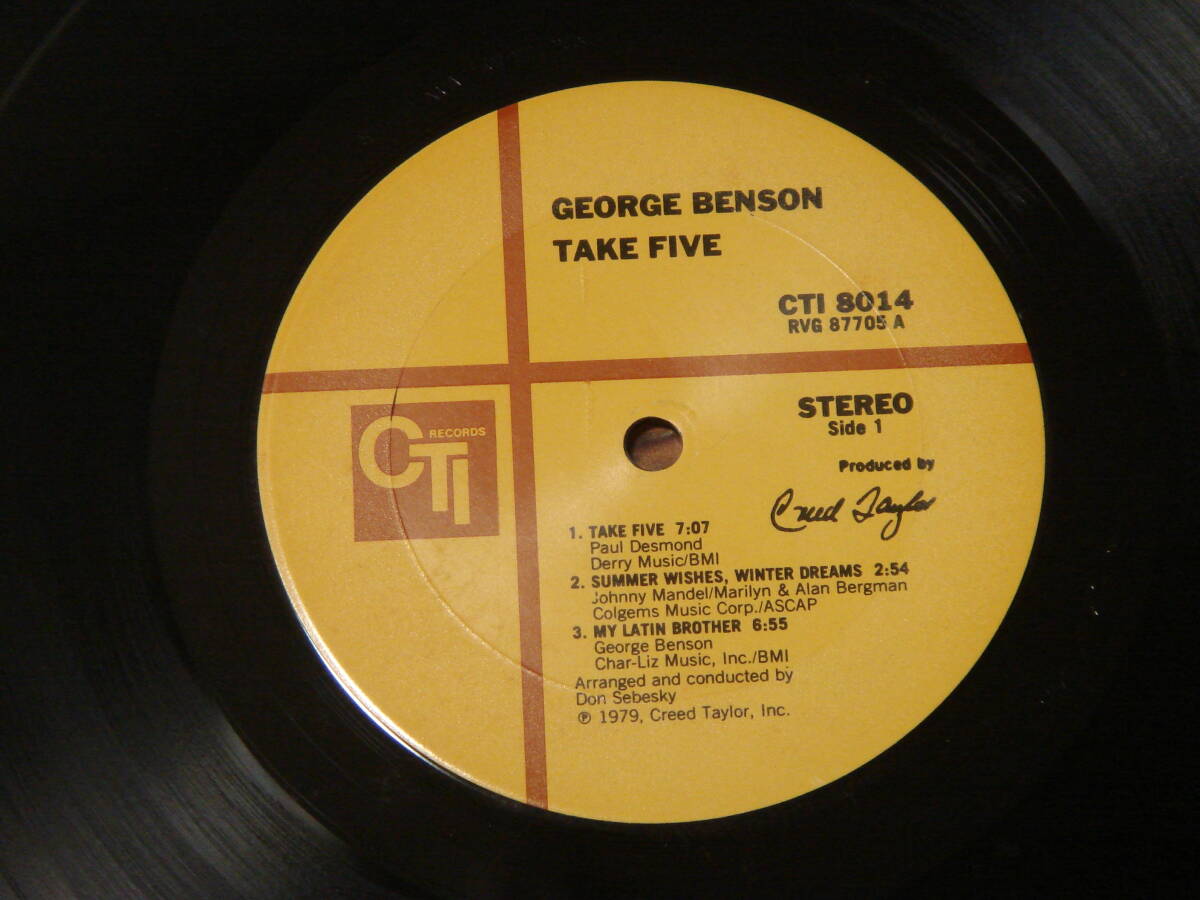 GEORGE BENSON
TAKE FIVE
CTI 8014
RVG 87705 A
CTI RECORDS
STEREO
Side 1
Produced by
Creed Taylor
1. TAKE FIVE 7:07
Paul Desmond
Derry Music/BMI
2. SUMMER WISHES, WINTER DREAMS 2:54
Johnny Mandel/Marilyn & Alan Bergman
Colgems Music Corp./ASCAP
3. MY LATIN BROTHER 6:55
George Benson
Char-Liz Music, Inc./BMI
Arranged and conducted by
Don Sebesky
℗ 1979, Creed Taylor, Inc.